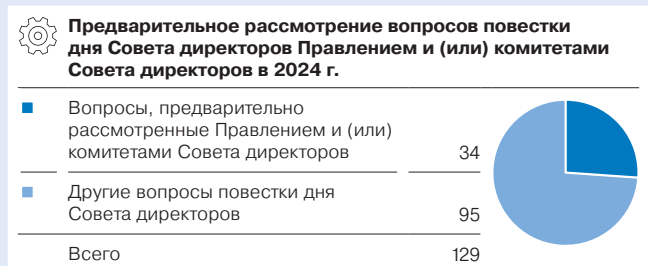 Предварительное рассмотрение вопросов повестки
дня Совета директоров Правлением и (или) комитетами
Совета директоров в 2024 г.
Вопросы, предварительно
рассмотренные Правлением и (или)
комитетами Совета директоров 34
Другие вопросы повестки дня
Совета директоров 95
Всего 129